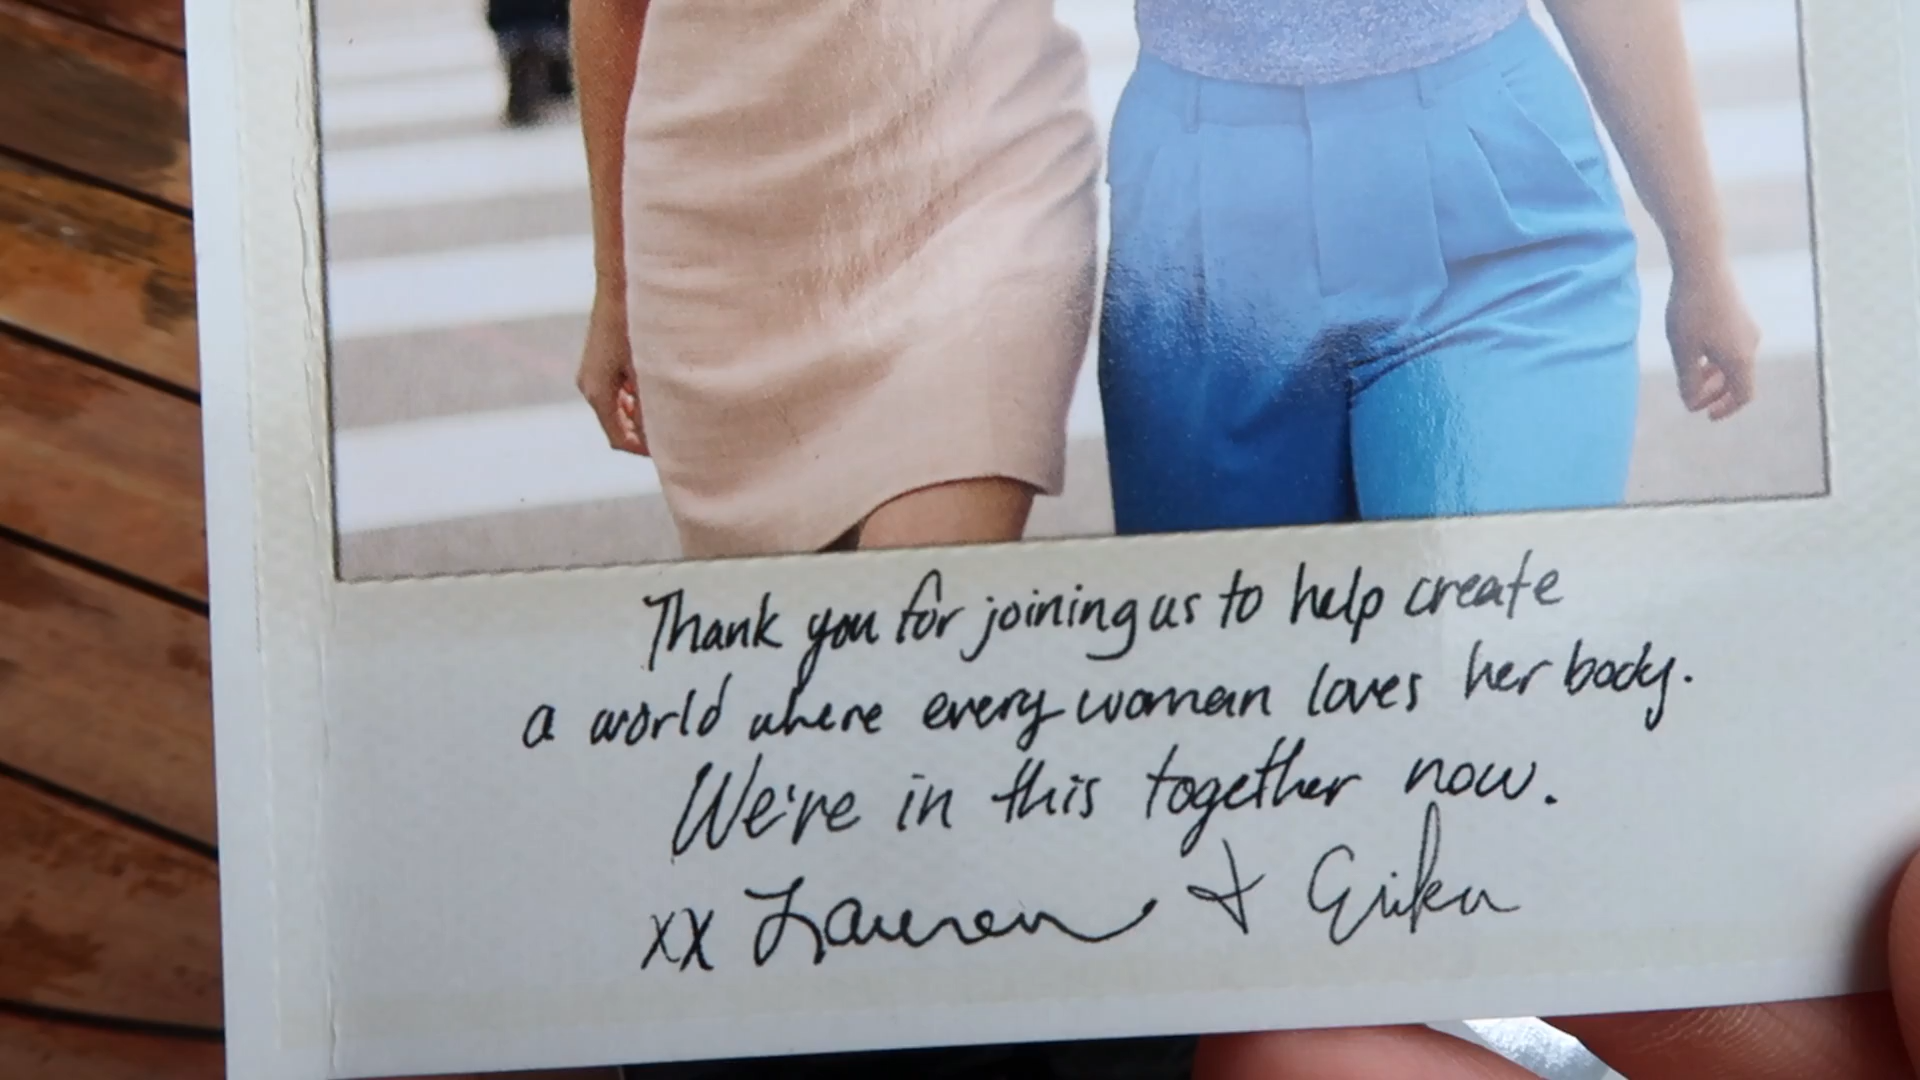 Thank you for joining us to help create
a world where every woman loves her body.
We're in this together now.
xx Lauren + Erika